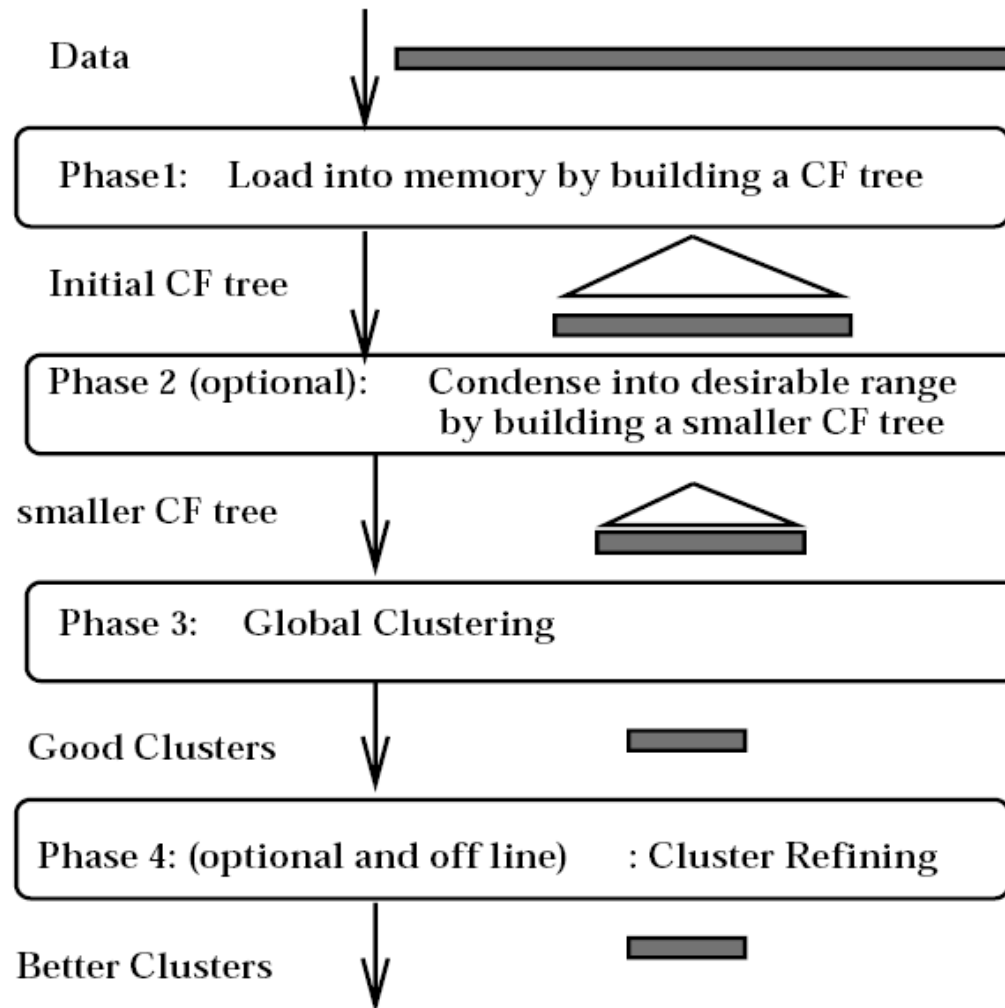 Data
Phase1: Load into memory by building a CF tree
Initial CF tree
Phase 2 (optional): Condense into desirable range
by building a smaller CF tree
smaller CF tree
Phase 3: Global Clustering
Good Clusters
Phase 4: (optional and off line) : Cluster Refining
Better Clusters